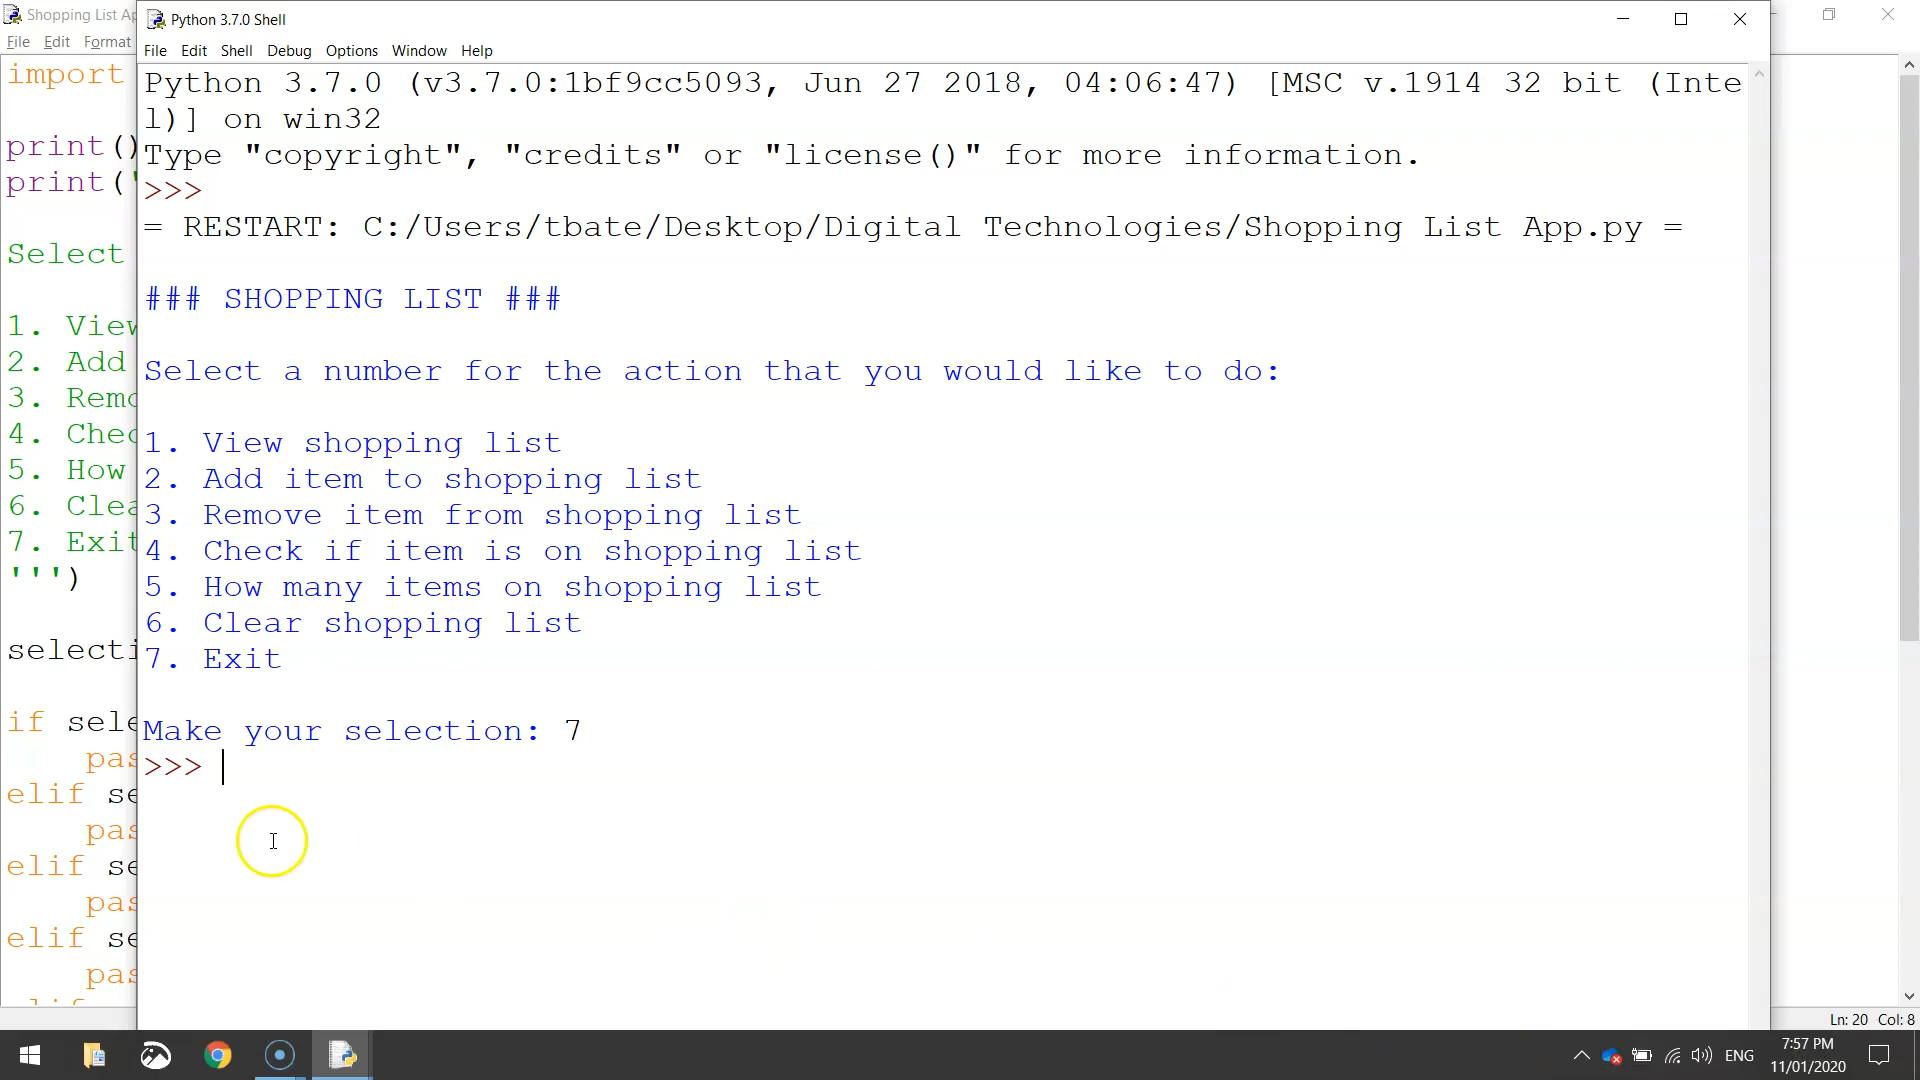 Shopping List Ap
File Edit Format
import
print()
print('
Select
1. View
2. Add
3. Remo
4. Chec
5. How
6. Clea
7. Exit
''')
selecti
if sele
pas
elif se
pas
elif se
pas
elif se
pas
Python 3.7.0 Shell
File Edit Shell Debug Options Window Help
Python 3.7.0 (v3.7.0:1bf9cc5093, Jun 27 2018, 04:06:47) [MSC v.1914 32 bit (Inte
l)] on win32
Type "copyright", "credits" or "license()" for more information.
>>>
= RESTART: C:/Users/tbate/Desktop/Digital Technologies/Shopping List App.py =
### SHOPPING LIST ###
Select a number for the action that you would like to do:
1. View shopping list
2. Add item to shopping list
3. Remove item from shopping list
4. Check if item is on shopping list
5. How many items on shopping list
6. Clear shopping list
7. Exit
Make your selection: 7
>>>
Ln: 20 Col: 8
ENG
7:57 PM
11/01/2020